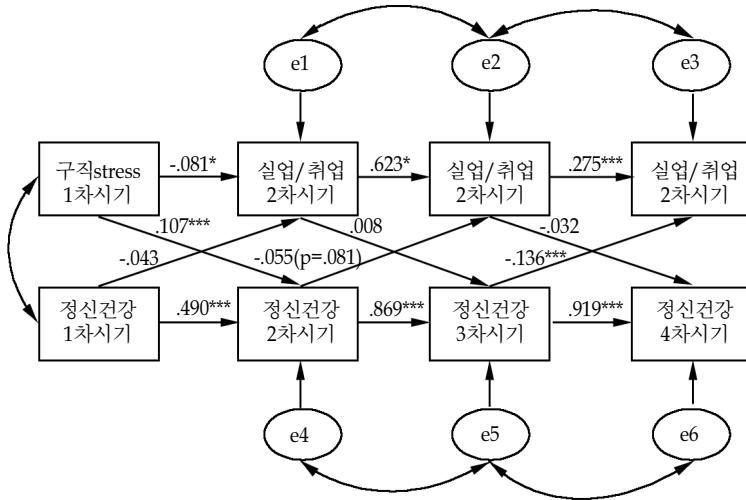 e1
e2
e3
구직stress
1차시기
-.081*
실업/취업
2차시기
.623*
실업/취업
2차시기
.275***
실업/취업
2차시기
.107***
.008
-.032
-.043
-.055(p=.081)
-.136***
정신건강
1차시기
.490***
정신건강
2차시기
.869***
정신건강
3차시기
.919***
정신건강
4차시기
e4
e5
e6